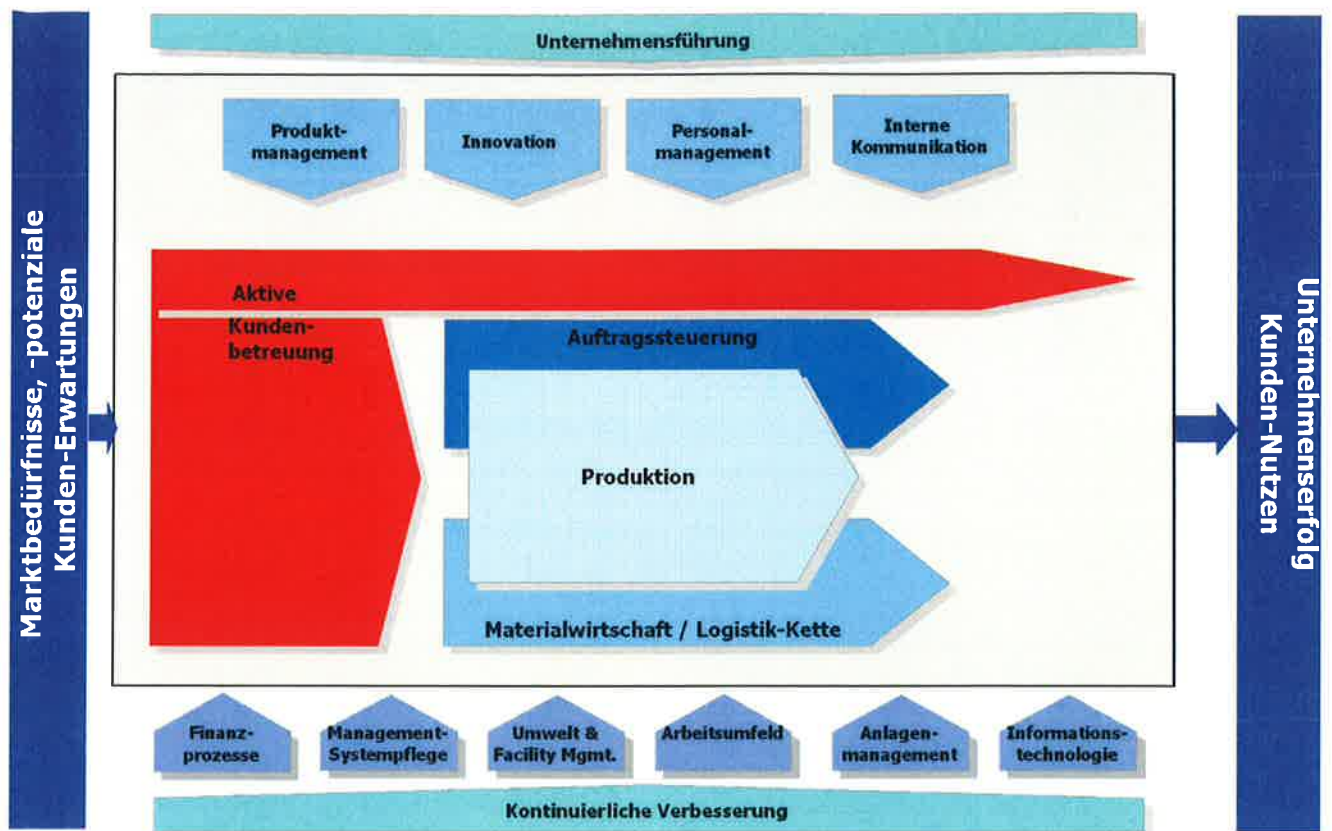 Marktbedürfnisse, -potenziale
Kunden-Erwartungen
Unternehmensführung
Produkt-
management
Innovation
Personal-
management
Interne
Kommunikation
Aktive
Kunden-
betreuung
Auftragssteuerung
Produktion
Materialwirtschaft / Logistik-Kette
Finanz-
prozesse
Management-
Systempflege
Umwelt &
Facility Mgmt.
Arbeitsumfeld
Anlagen-
management
Informations-
technologie
Kontinuierliche Verbesserung
Unternehmenserfolg
Kunden-Nutzen